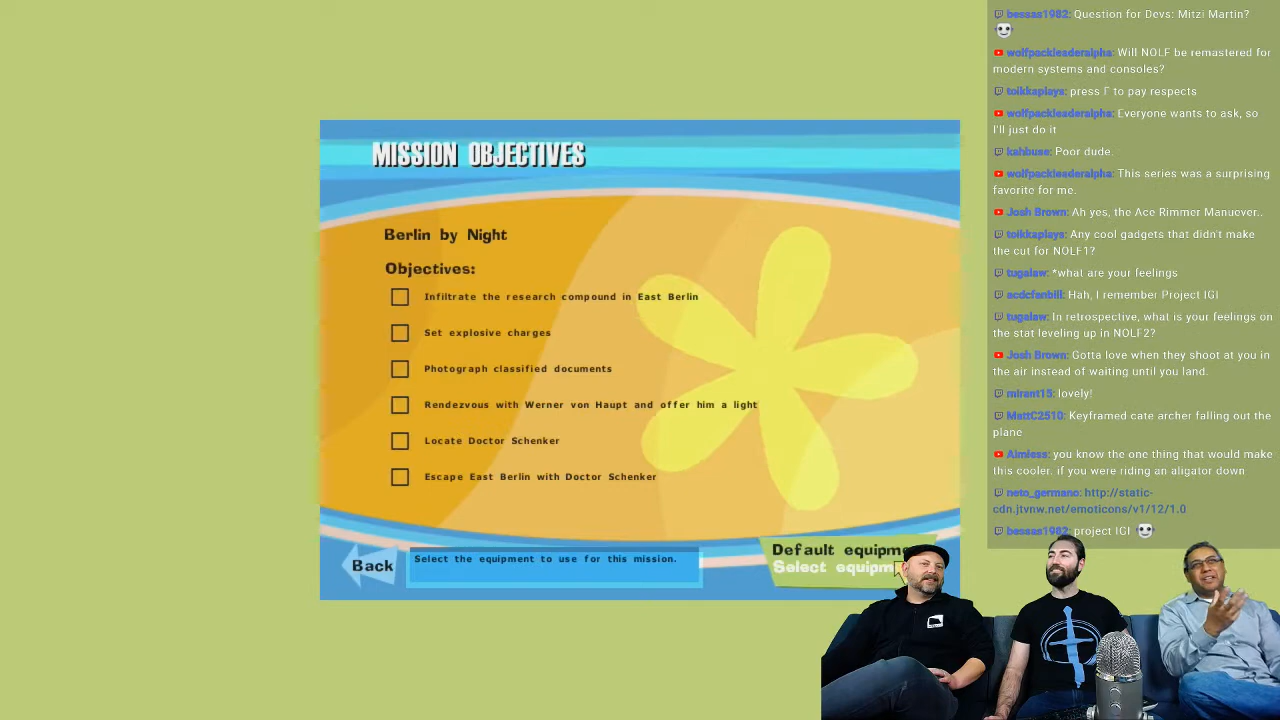 MISSION OBJECTIVES
Berlin by Night
Objectives:
Infiltrate the research compound in East Berlin
Set explosive charges
Photograph classified documents
Rendezvous with Werner von Haupt and offer him a light
Locate Doctor Schenker
Escape East Berlin with Doctor Schenker
Back
Select the equipment to use for this mission.
Default equipm
Select equipm
bessas1982: Question for Devs: Mitzi Martin?
wolfpackleaderalpha: Will NOLF be remastered for
modern systems and consoles?
toikkaplays: press F to pay respects
wolfpackleaderalpha: Everyone wants to ask, so
I'll just do it
kahbuse: Poor dude.
wolfpackleaderalpha: This series was a surprising
favorite for me.
Josh Brown: Ah yes, the Ace Rimmer Manuever..
toikkaplays: Any cool gadgets that didn't make
the cut for NOLF1?
tugalaw: *what are your feelings
acdcfanbill: Hah, I remember Project IGI
tugalaw: In retrospective, what is your feelings on
the stat leveling up in NOLF2?
Josh Brown: Gotta love when they shoot at you in
the air instead of waiting until you land.
mirant15: lovely!
MattC2510: Keyframed cate archer falling out the
plane
Aimless: you know the one thing that would make
this cooler. if you were riding an aligator down
neto_germano: http://static-
cdn.jtvnw.net/emoticons/v1/12/1.0
bessas1982: project IGI